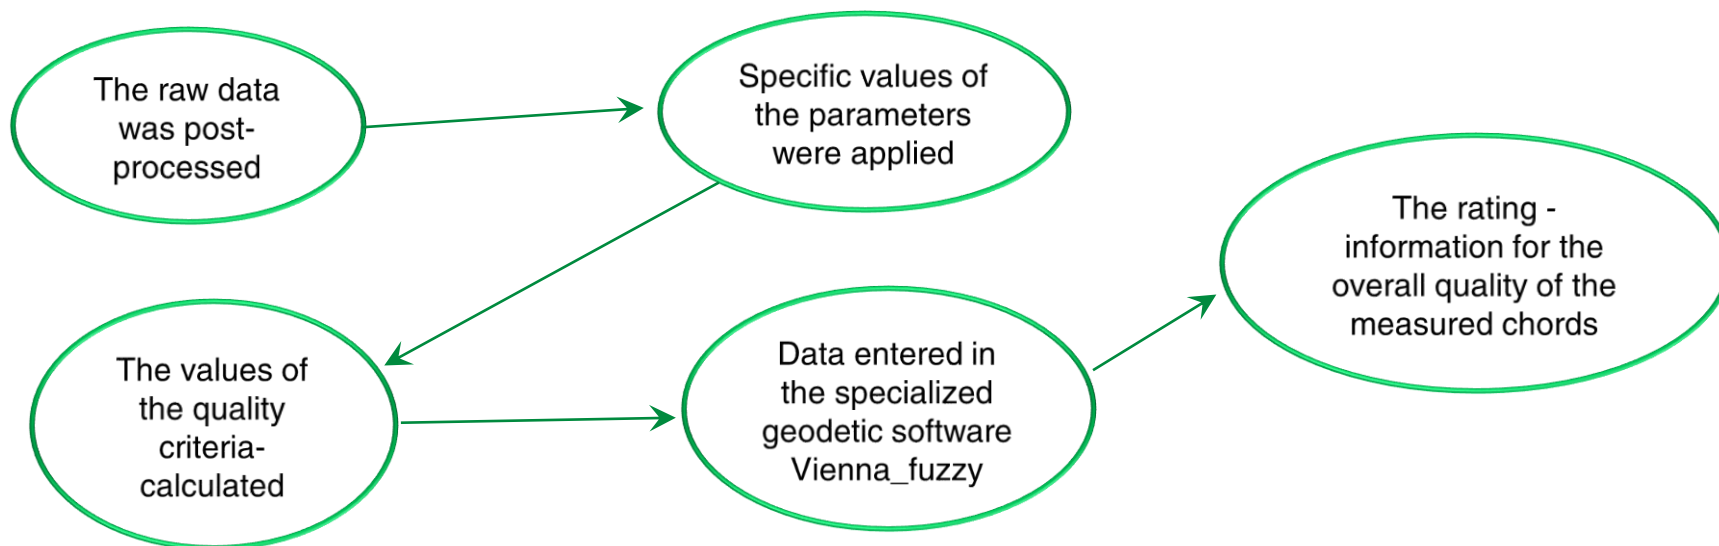 The raw data
was post-
processed
Specific values of
the parameters
were applied
The values of
the quality
criteria-
calculated
Data entered in
the specialized
geodetic software
Vienna_fuzzy
The rating -
information for the
overall quality of the
measured chords